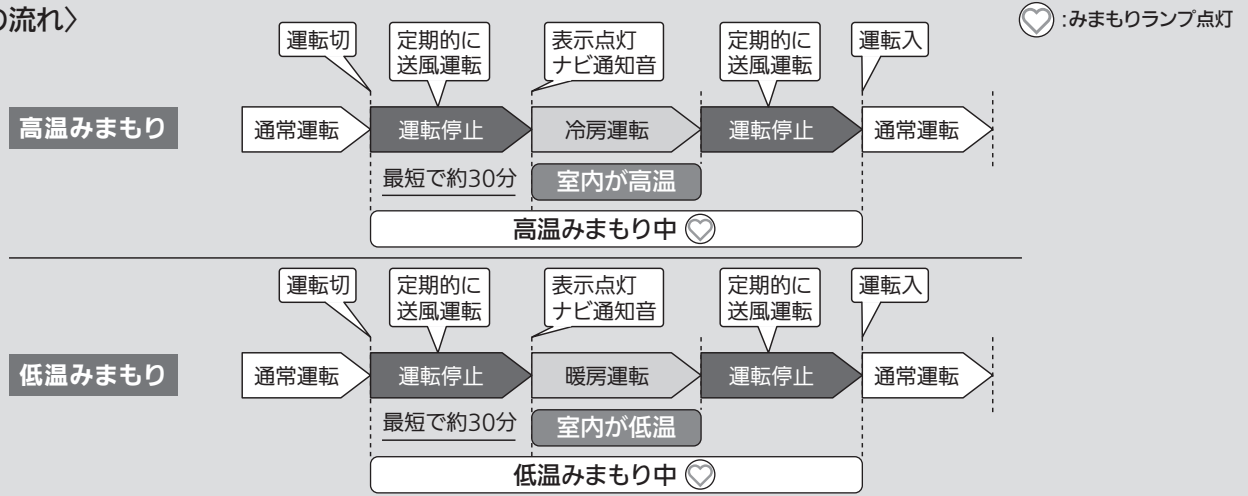 の流れ〉
:みまもりランプ点灯
運転切
定期的に
送風運転
表示点灯
ナビ通知音
定期的に
送風運転
運転入
高温みまもり
通常運転
運転停止
冷房運転
運転停止
通常運転
最短で約30分
室内が高温
高温みまもり中
運転切
定期的に
送風運転
表示点灯
ナビ通知音
定期的に
送風運転
運転入
低温みまもり
通常運転
運転停止
暖房運転
運転停止
通常運転
最短で約30分
室内が低温
低温みまもり中